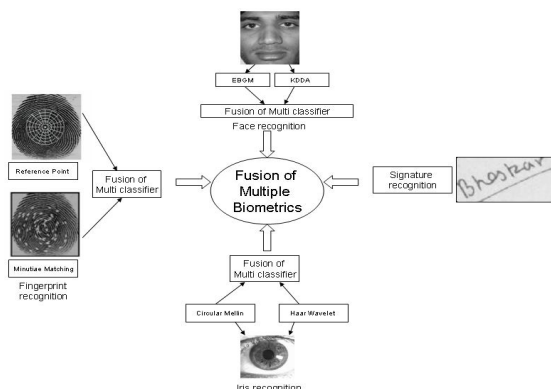 EBGM
KDDA
Fusion of Multi classifier
Face recognition
Reference Point
Fusion of
Multi classifier
Minutiae Matching
Fingerprint
recognition
Fusion of
Multiple
Biometrics
Signature
recognition
Bhaskar
Fusion of
Multi classifier
Circular Mellin
Haar Wavelet
Iris recognition